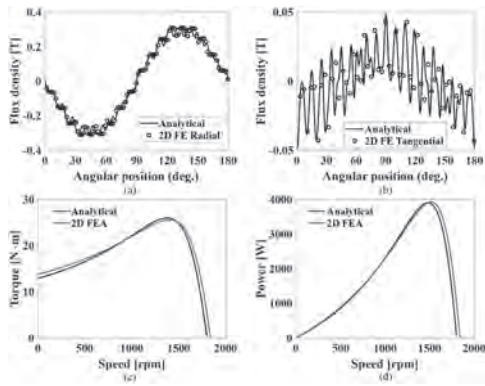 Flux density [T]
0.4
0.2
0
-0.2
-0.4
Analytical
2D FE Radial
0 30 60 90 120 150 180
Angular position (deg.)
(a)
Flux density [T]
0.05
0
-0.05
Analytical
2D FE Tangential
0 30 60 90 120 150 180
Angular position (deg.)
(b)
Torque [N·m]
30
20
10
0
Analytical
2D FEA
0 500 1000 1500 2000
Speed [rpm]
(c)
Power [W]
4000
3000
2000
1000
0
Analytical
2D FEA
0 500 1000 1500 2000
Speed [rpm]
(d)